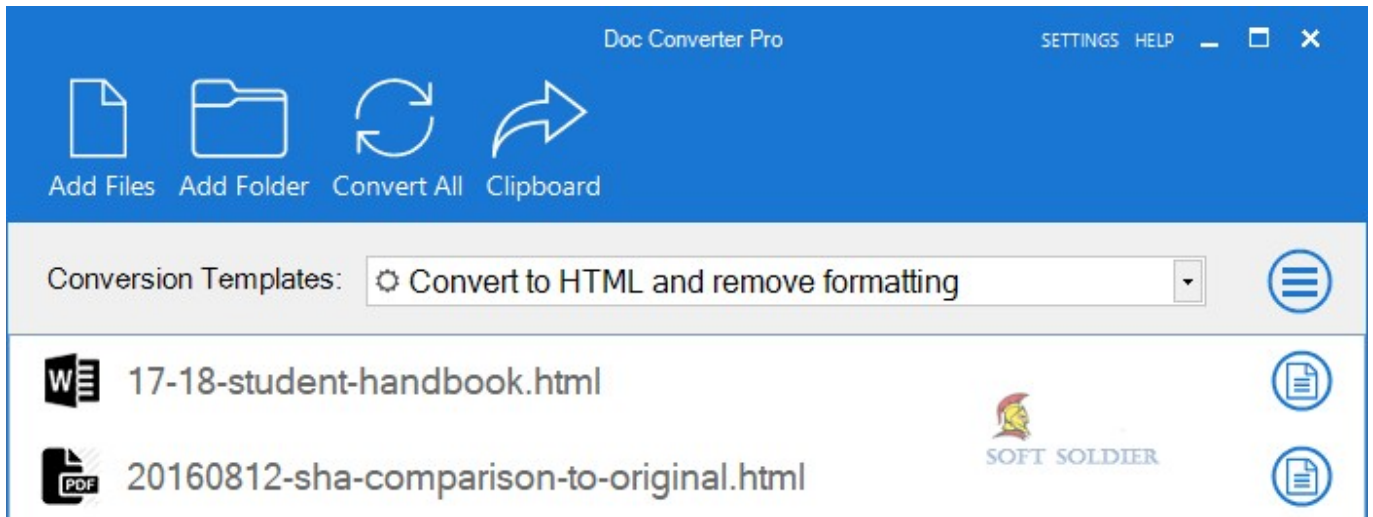 Doc Converter Pro
SETTINGS HELP
Add Files Add Folder Convert All Clipboard
Conversion Templates: Convert to HTML and remove formatting
W 17-18-student-handbook.html
SOFT SOLDIER
PDF 20160812-sha-comparison-to-original.html